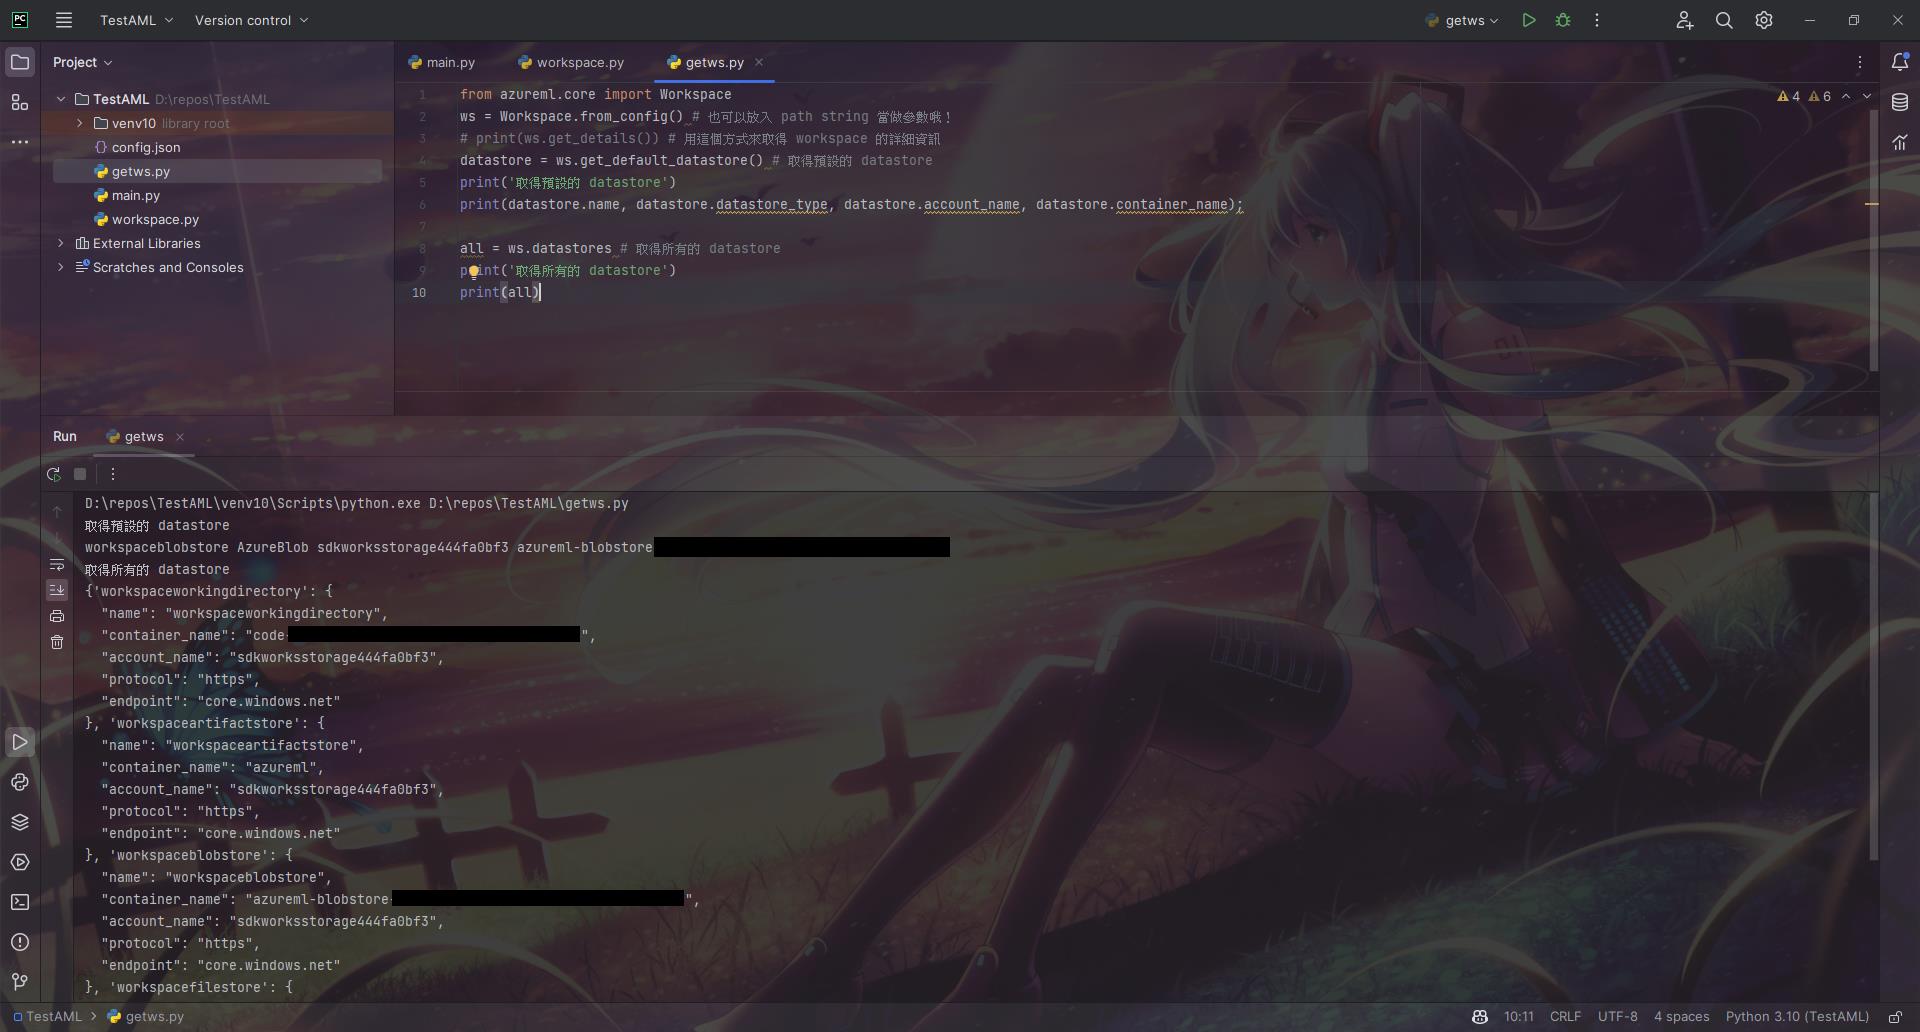 PC TestAML Version control getws
Project
main.py workspace.py getws.py
TestAML D:\repos\TestAML
venv10 library root
config.json
getws.py
main.py
workspace.py
External Libraries
Scratches and Consoles
4 6
1 from azureml.core import Workspace
2 ws = Workspace.from_config() # 也可以放入 path string 當做參數哦！
3 # print(ws.get_details()) # 用這個方式來取得 workspace 的詳細資訊
4 datastore = ws.get_default_datastore() # 取得預設的 datastore
5 print('取得預設的 datastore')
6 print(datastore.name, datastore.datastore_type, datastore.account_name, datastore.container_name);
7
8 all = ws.datastores # 取得所有的 datastore
9 print('取得所有的 datastore')
10 print(all)
Run getws
D:\repos\TestAML\venv10\Scripts\python.exe D:\repos\TestAML\getws.py
取得預設的 datastore
workspaceblobstore AzureBlob sdkworksstorage444fa0bf3 azureml-blobstore
取得所有的 datastore
{'workspaceworkingdirectory': {
"name": "workspaceworkingdirectory",
"container_name": "code-",
"account_name": "sdkworksstorage444fa0bf3",
"protocol": "https",
"endpoint": "core.windows.net"
}, 'workspaceartifactstore': {
"name": "workspaceartifactstore",
"container_name": "azureml",
"account_name": "sdkworksstorage444fa0bf3",
"protocol": "https",
"endpoint": "core.windows.net"
}, 'workspaceblobstore': {
"name": "workspaceblobstore",
"container_name": "azureml-blobstore-",
"account_name": "sdkworksstorage444fa0bf3",
"protocol": "https",
"endpoint": "core.windows.net"
}, 'workspacefilestore': {
TestAML > getws.py 10:11 CRLF UTF-8 4 spaces Python 3.10 (TestAML)